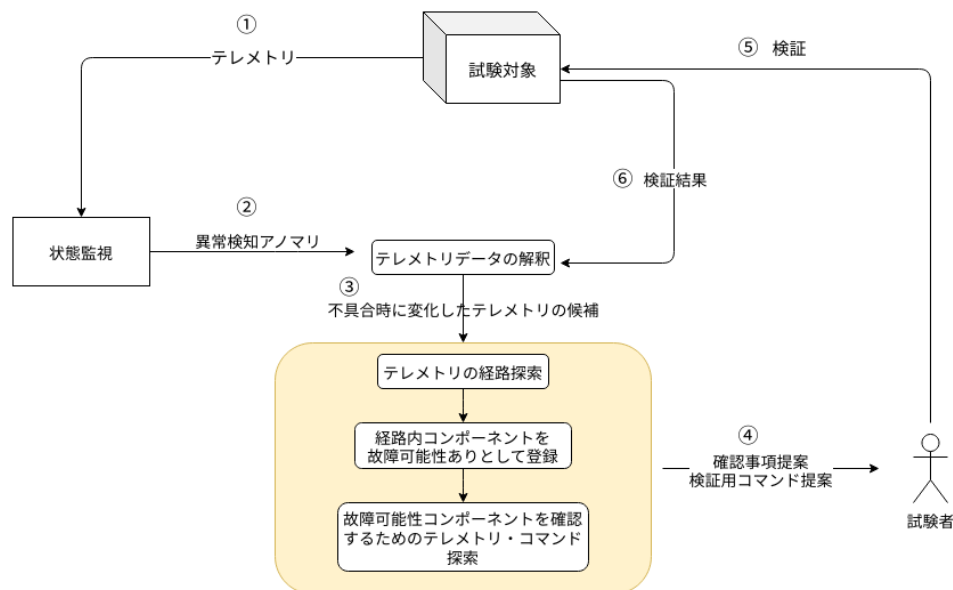 ①
テレメトリ
試験対象
⑤ 検証
⑥ 検証結果
②
異常検知アノマリ
状態監視
テレメトリデータの解釈
③
不具合時に変化したテレメトリの候補
テレメトリの経路探索
経路内コンポーネントを
故障可能性ありとして登録
④
確認事項提案
検証用コマンド提案
故障可能性コンポーネントを確認
するためのテレメトリ・コマンド
探索
試験者